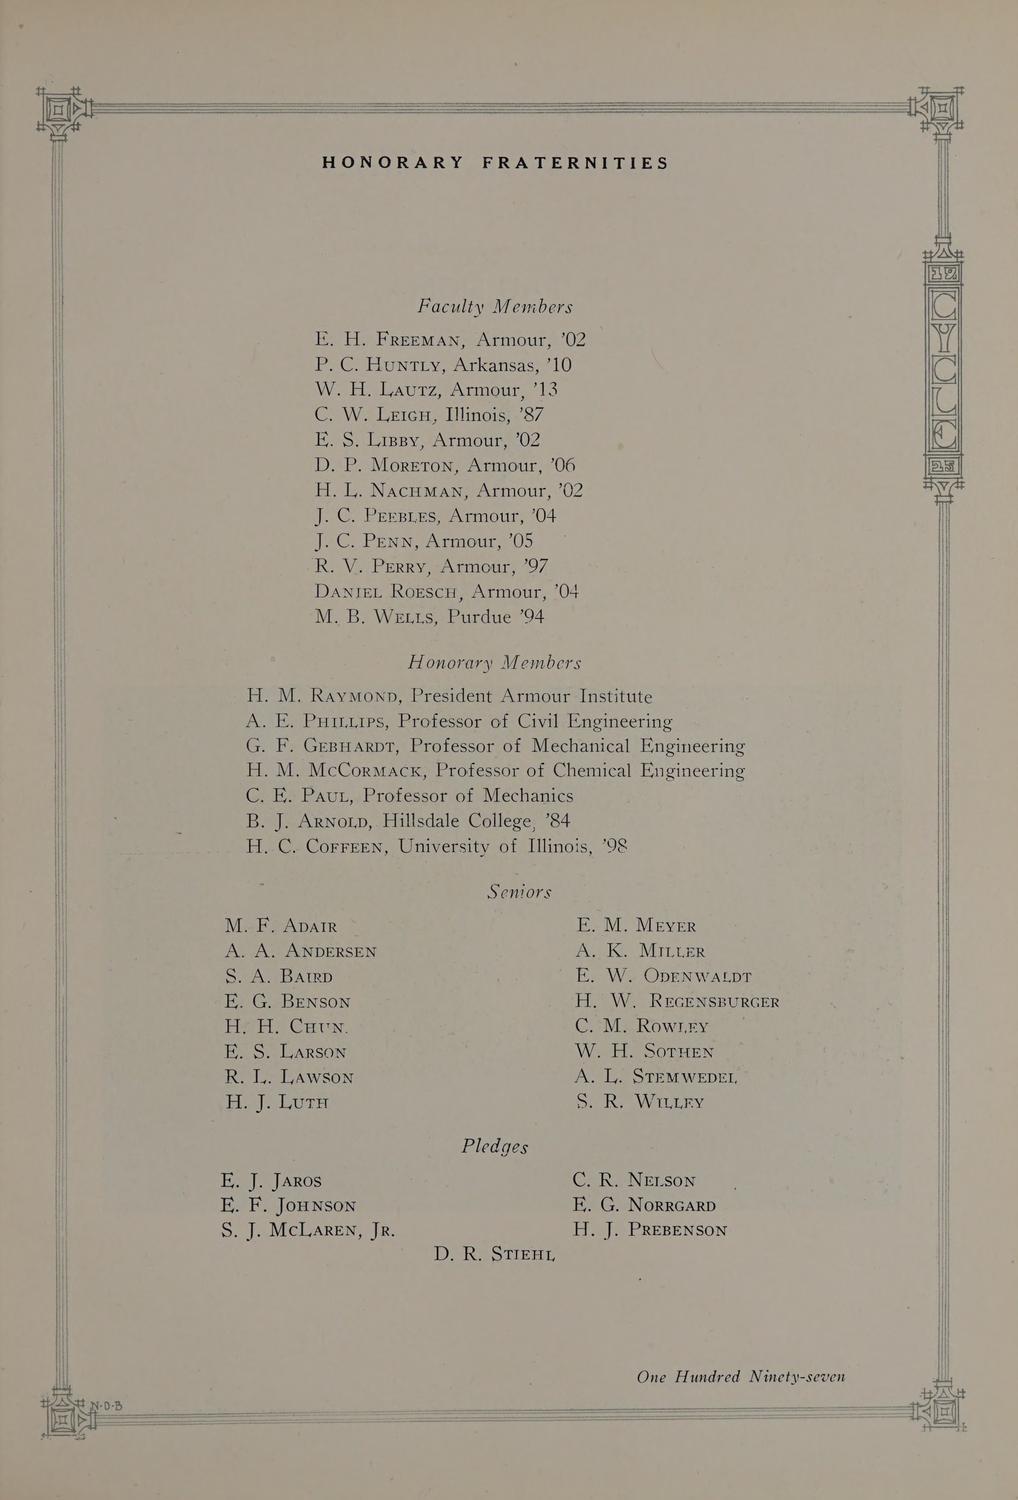 HONORARY FRATERNITIES
Faculty Members
E. H. FREEMAN, Armour, ’02
P. C. HUNTLY, Arkansas, ’10
W. H. LAUTZ, Armour, ’13
C. W. LEIGH, Illinois, ’87
E. S. LIBBY, Armour, ’02
D. P. MORETON, Armour, ’06
H. L. NACHMAN, Armour, ’02
J. C. PEEBLES, Armour, ’04
J. C. PENN, Armour, ’05
R. V. PERRY, Armour, ’97
DANIEL ROESCH, Armour, ’04
M. B. WELLS, Purdue ’94
Honorary Members
H. M. RAYMOND, President Armour Institute
A. E. PHILLIPS, Professor of Civil Engineering
G. F. GEBHARDT, Professor of Mechanical Engineering
H. M. MCCORMACK, Professor of Chemical Engineering
C. E. PAUL, Professor of Mechanics
B. J. ARNOLD, Hillsdale College, ’84
H. C. COFFEEN, University of Illinois, ’98
Seniors
M. F. ADAIR
A. A. ANDERSEN
S. A. BAIRD
E. G. BENSON
H. H. CHUN.
E. S. LARSON
R. L. LAWSON
H. J. LUTH
E. M. MEYER
A. K. MILLER
E. W. ODENWALDT
H. W. REGENSBURGER
C. M. ROWLEY
W. H. SOTHEN
A. L. STEMWEDEL
S. R. WILLEY
Pledges
E. J. JAROS
E. F. JOHNSON
S. J. MCLAREN, JR.
C. R. NELSON
E. G. NORRGARD
H. J. PREBENSON
D. R. STIEHL
One Hundred Ninety-seven
19
CYCLE
23
N·D·B